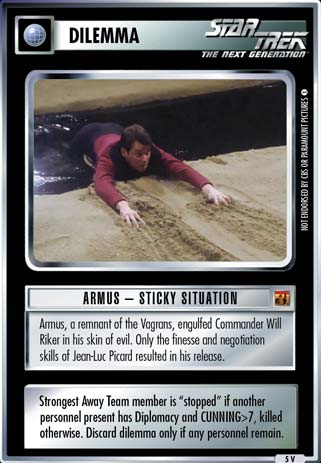 DILEMMA
STAR TREK
THE NEXT GENERATION
NOT ENDORSED BY CBS OR PARAMOUNT PICTURES
ARMUS – STICKY SITUATION
Armus, a remnant of the Vagrans, engulfed Commander Will
Riker in his skin of evil. Only the finesse and negotiation
skills of Jean-Luc Picard resulted in his release.
Strongest Away Team member is "stopped" if another
personnel present has Diplomacy and CUNNING>7, killed
otherwise. Discard dilemma only if any personnel remain.
5 V